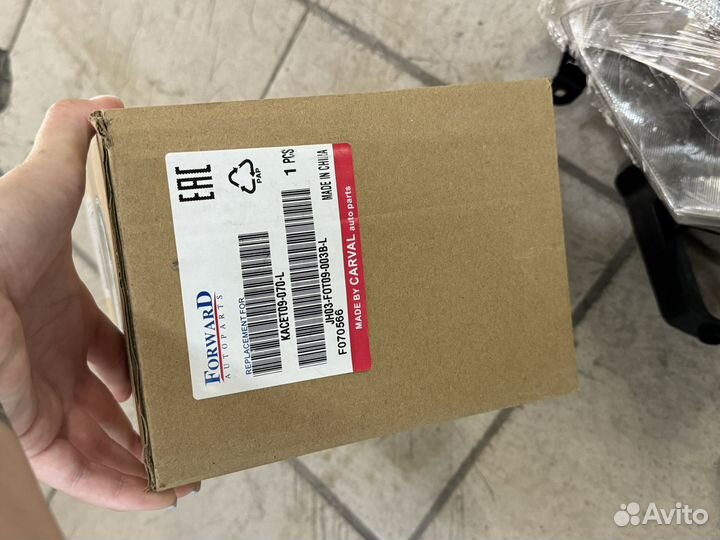 FORWARD
AUTOPARTS
REPLACEMENT FOR
KACET09-070-L
JH03-F0T09-003B-L
F070566
EAC
PAP
1 PCS
MADE IN CHINA
MADE BY CARVAL auto parts
Avito